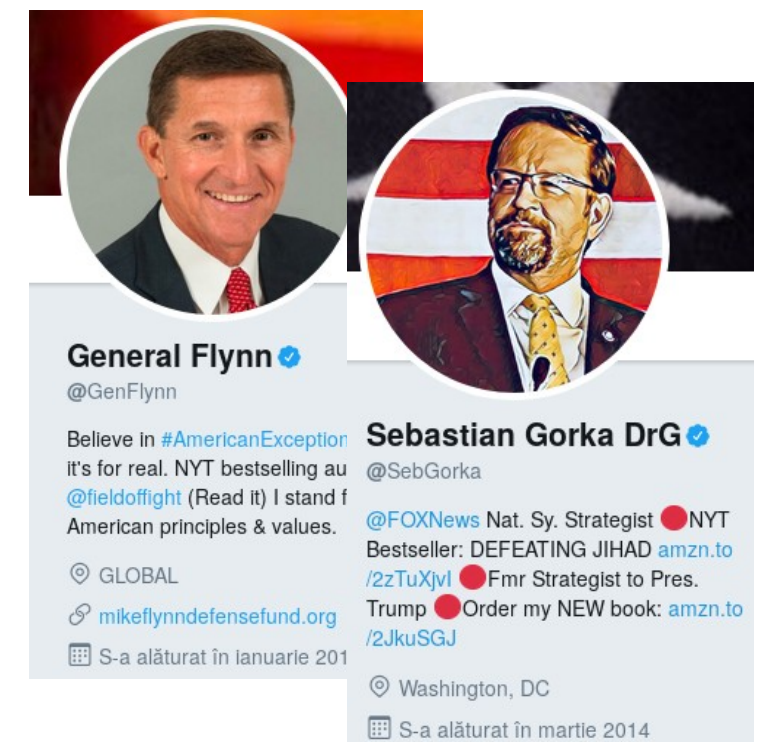 General Flynn
@GenFlynn
Believe in #AmericanException
it's for real. NYT bestselling au
@fieldoffight (Read it) I stand f
American principles & values.
GLOBAL
mikeflynndefensefund.org
S-a alăturat în ianuarie 201
Sebastian Gorka DrG
@SebGorka
@FOXNews Nat. Sy. Strategist 🔴NYT
Bestseller: DEFEATING JIHAD amzn.to
/2zTuXjvI 🔴Fmr Strategist to Pres.
Trump 🔴Order my NEW book: amzn.to
/2JkuSGJ
Washington, DC
S-a alăturat în martie 2014